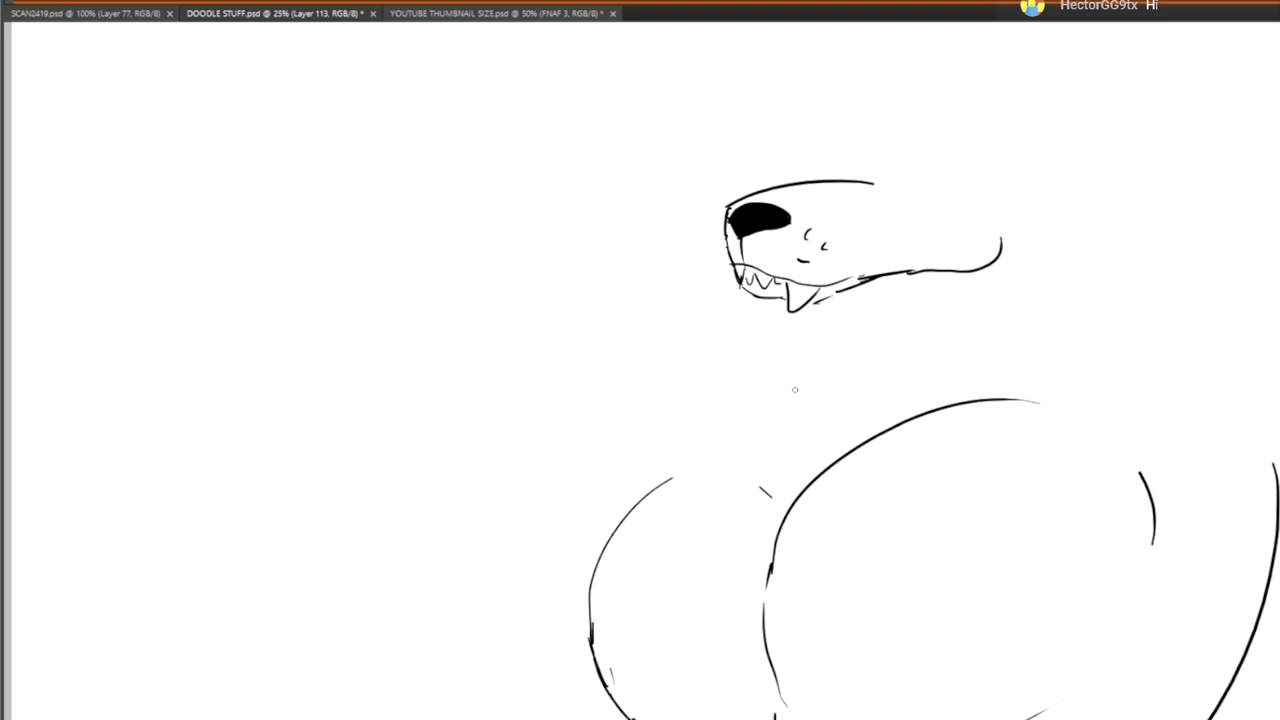 HectorGG9tx Hi
SCAN2419.psd @ 100% (Layer 77, RGB/8) × DOODLE STUFF.psd @ 25% (Layer 113, RGB/8) * × YOUTUBE THUMBNAIL SIZE.psd @ 50% (FNAF 3, RGB/8) * ×